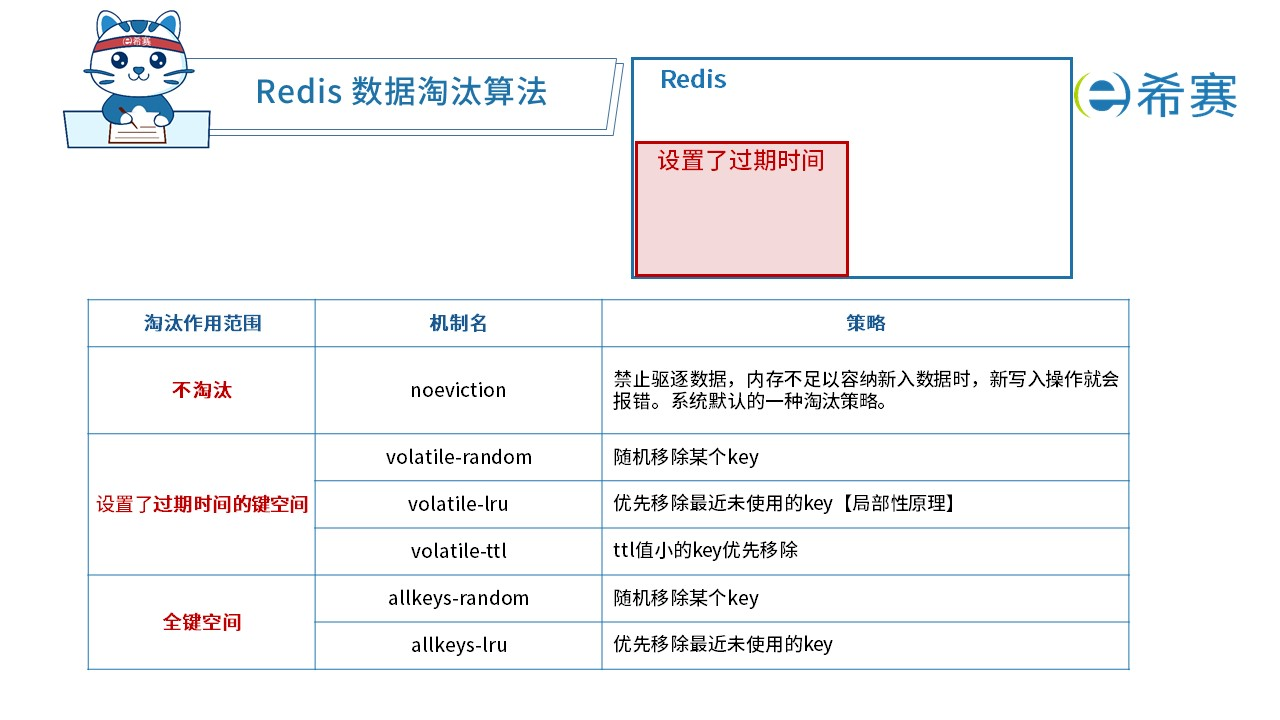 希赛
Redis 数据淘汰算法
Redis
设置了过期时间
希赛
淘汰作用范围
机制名
策略
不淘汰
noeviction
禁止驱逐数据，内存不足以容纳新入数据时，新写入操作就会
报错。系统默认的一种淘汰策略。
设置了过期时间的键空间
volatile-random
随机移除某个key
volatile-lru
优先移除最近未使用的key【局部性原理】
volatile-ttl
ttl值小的key优先移除
全键空间
allkeys-random
随机移除某个key
allkeys-lru
优先移除最近未使用的key